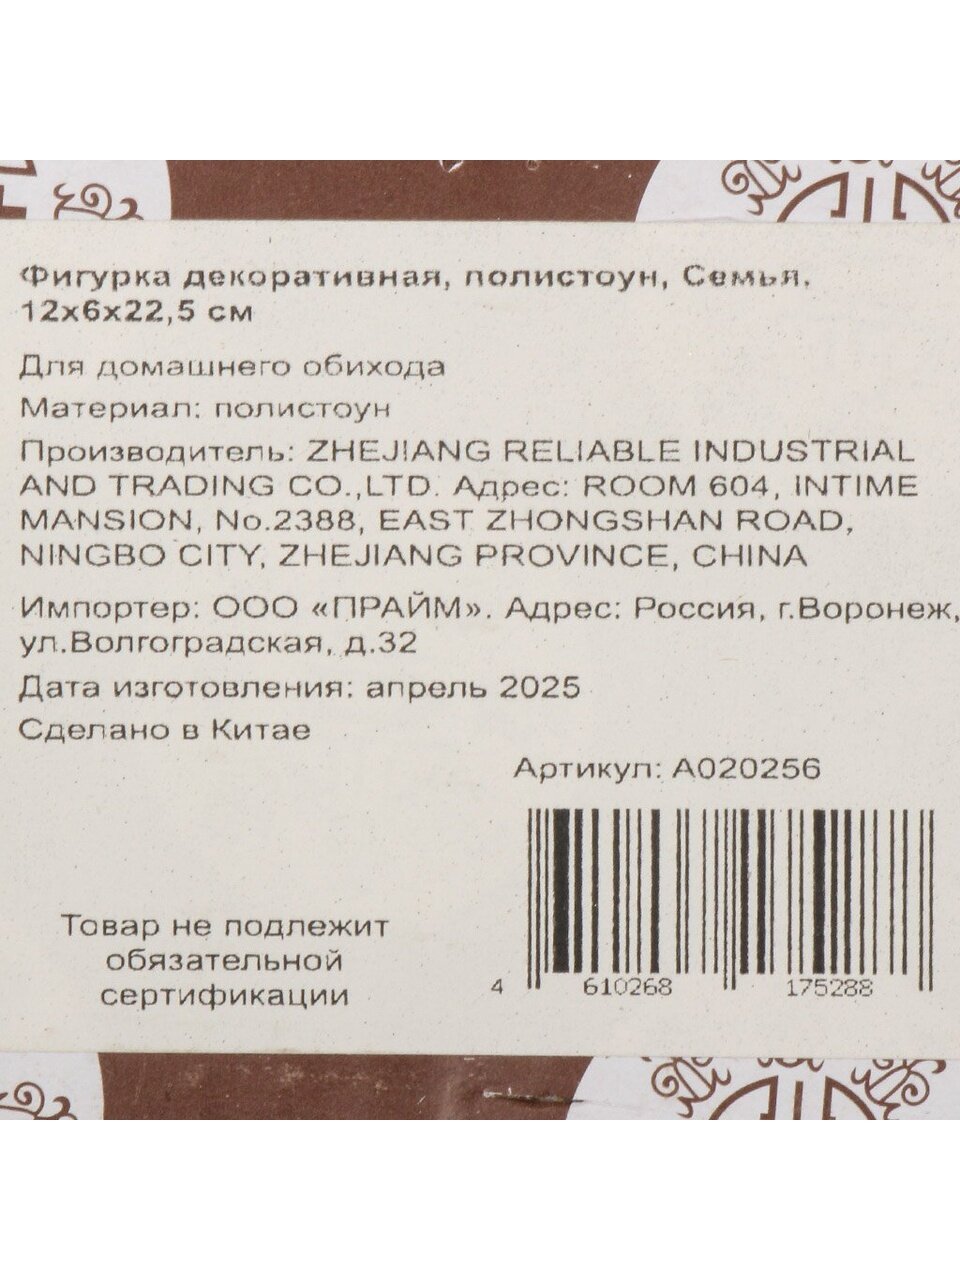 Фигурка декоративная, полистоун, Семья,
12х6х22,5 см
Для домашнего обихода
Материал: полистоун
Производитель: ZHEJIANG RELIABLE INDUSTRIAL
AND TRADING CO.,LTD. Адрес: ROOM 604, INTIME
MANSION, No.2388, EAST ZHONGSHAN ROAD,
NINGBO CITY, ZHEJIANG PROVINCE, CHINA
Импортер: ООО «ПРАЙМ». Адрес: Россия, г.Воронеж,
ул.Волгоградская, д.32
Дата изготовления: апрель 2025
Сделано в Китае
Артикул: А020256
Товар не подлежит
обязательной
сертификации
4 610268 175288